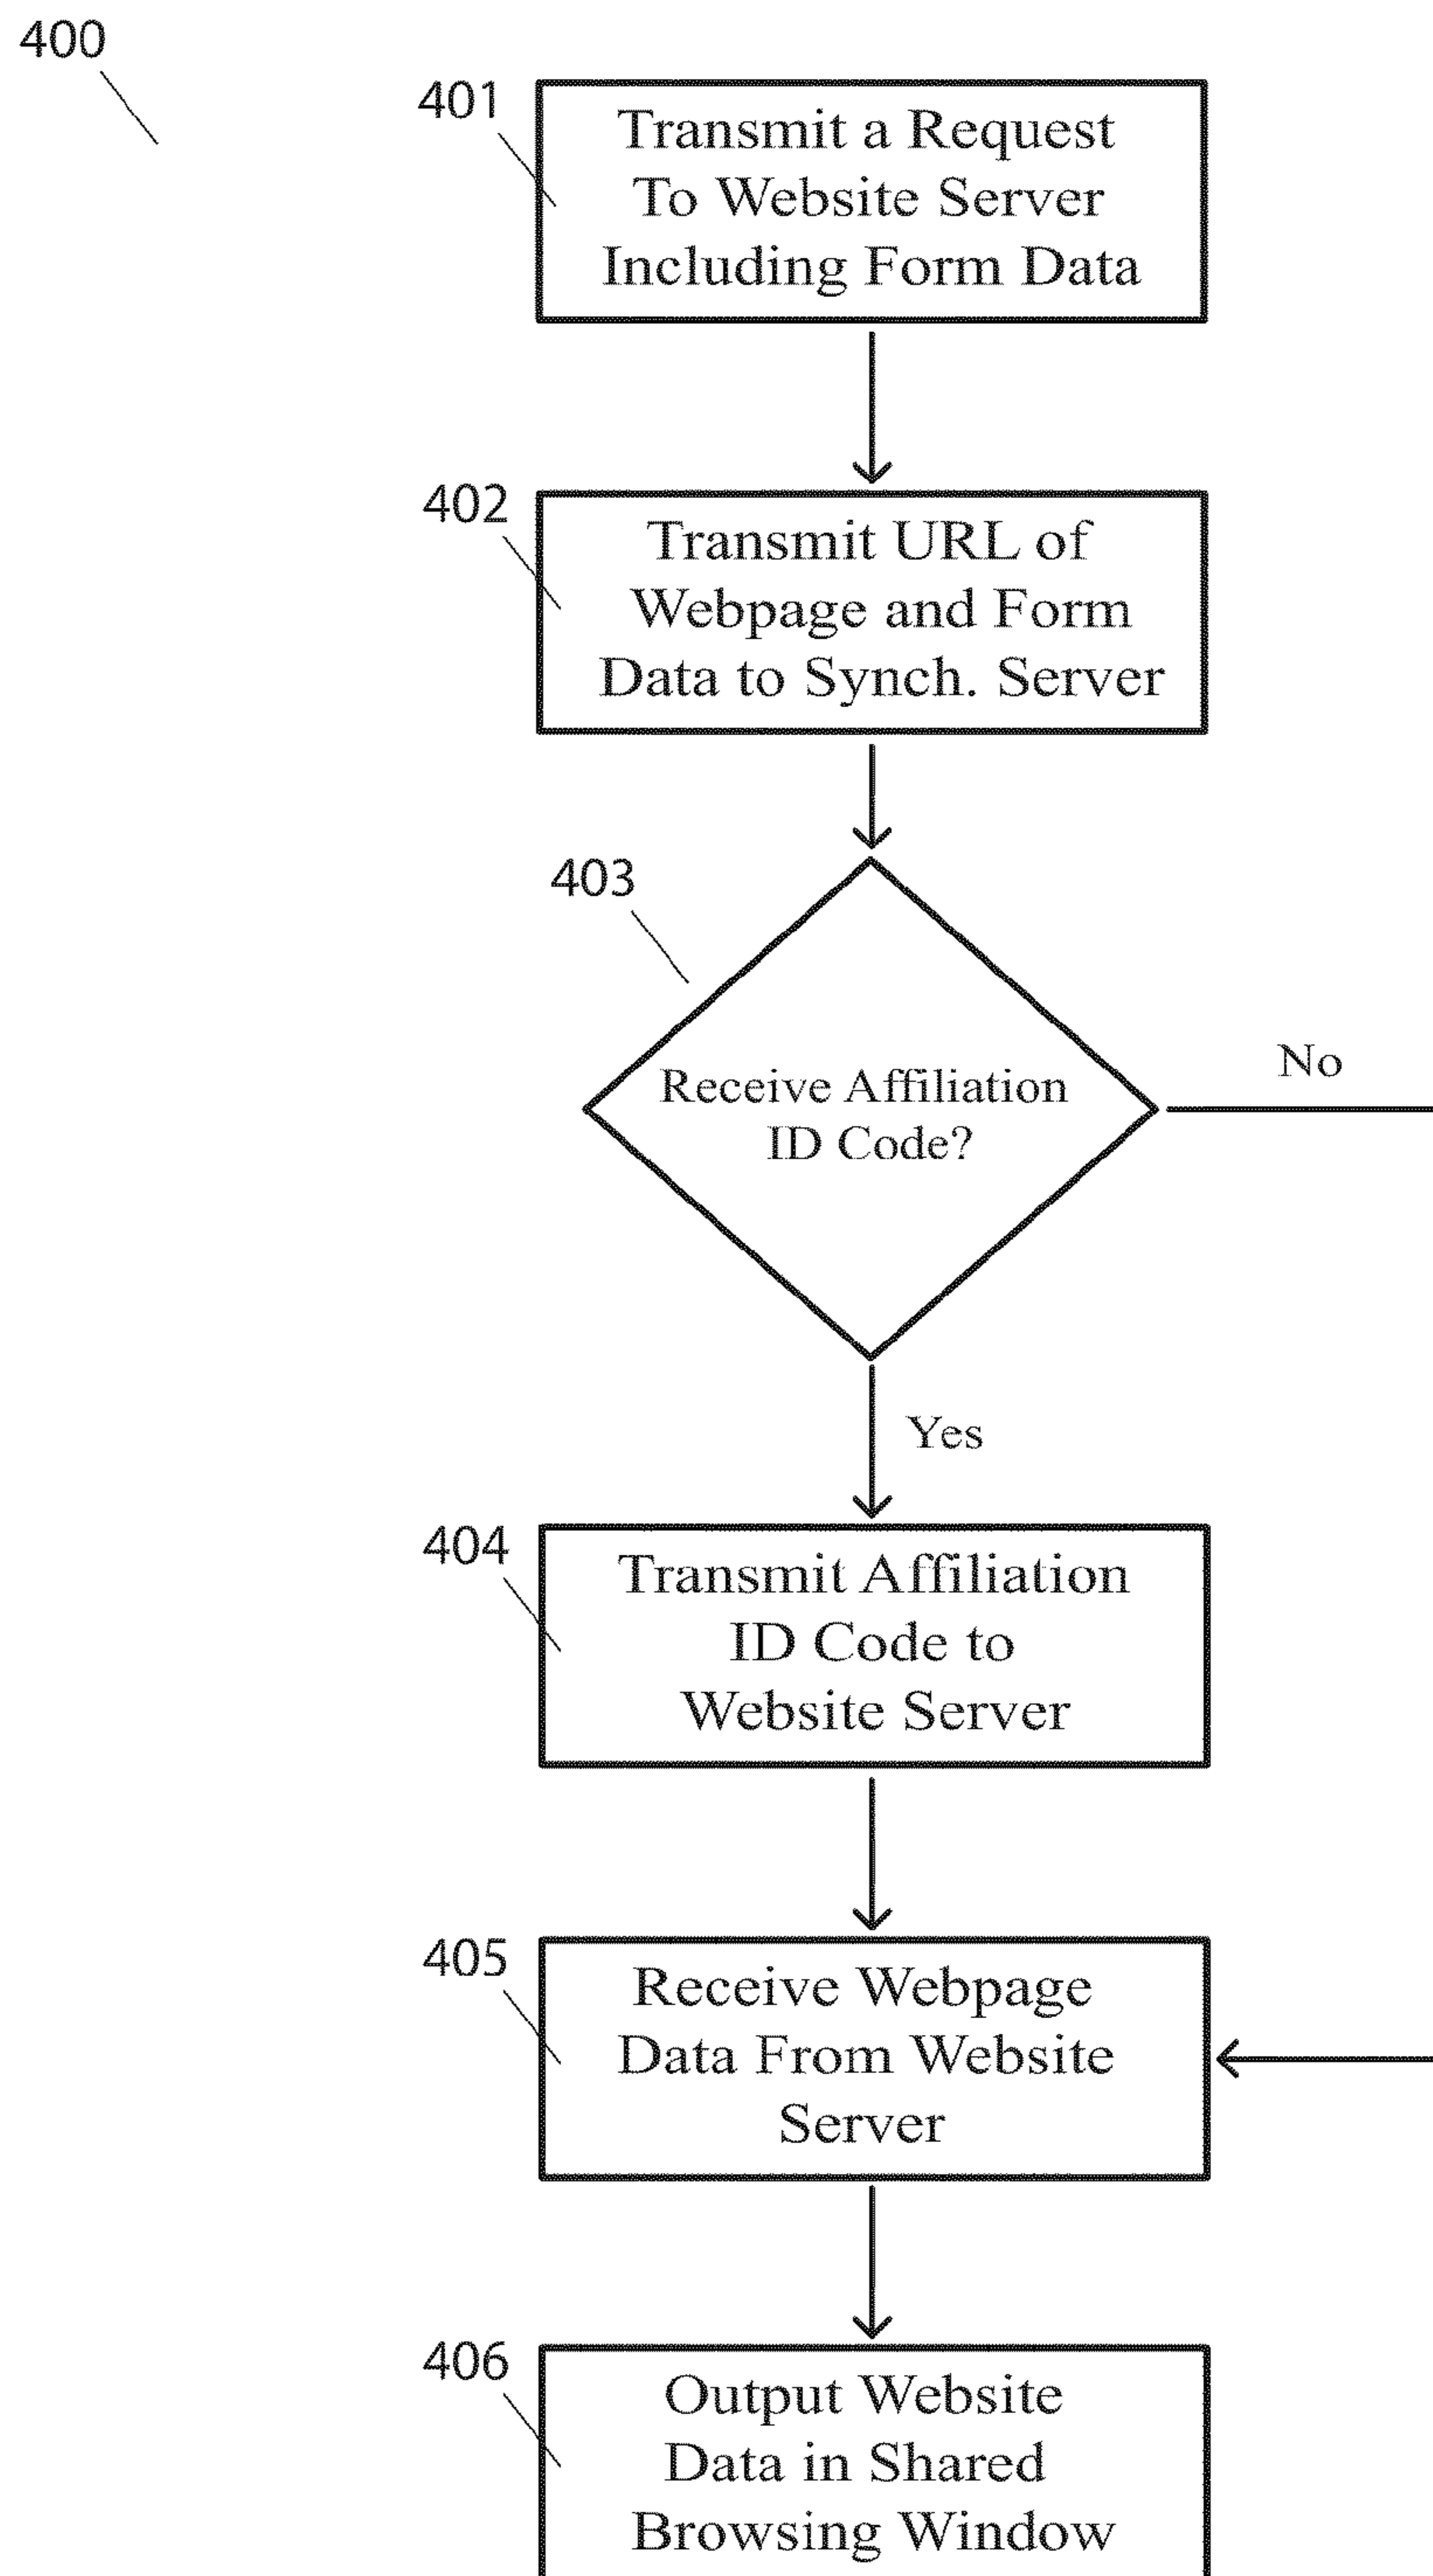 400
401
Transmit a Request
To Website Server
Including Form Data
402
Transmit URL of
Webpage and Form
Data to Synch. Server
403
Receive Affiliation
ID Code?
No
Yes
404
Transmit Affiliation
ID Code to
Website Server
405
Receive Webpage
Data From Website
Server
406
Output Website
Data in Shared
Browsing Window